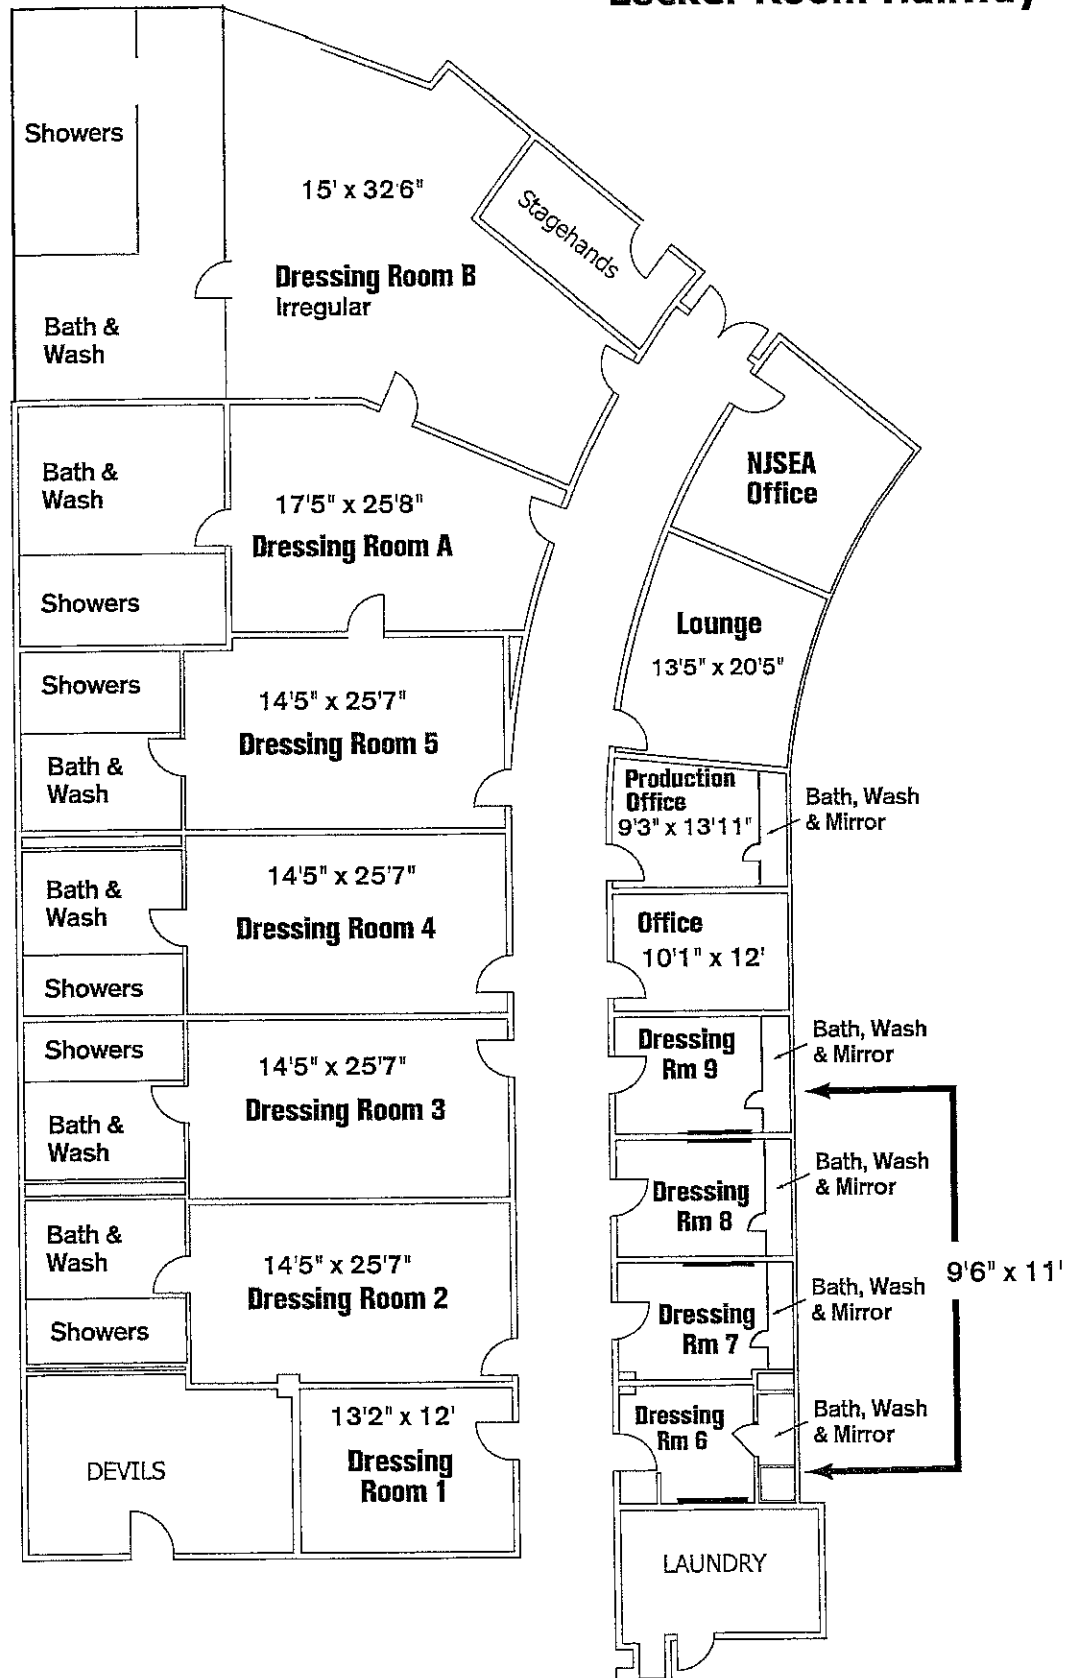 Locker Room Hallway
Showers
15' x 32'6"
Stagehands
Dressing Room B
Irregular
Bath &
Wash
NJSEA
Office
Bath &
Wash
17'5" x 25'8"
Dressing Room A
Showers
Lounge
13'5" x 20'5"
Showers
14'5" x 25'7"
Dressing Room 5
Bath &
Wash
Production
Office
9'3" x 13'11"
Bath, Wash
& Mirror
Bath &
Wash
14'5" x 25'7"
Dressing Room 4
Office
10'1" x 12'
Showers
Showers
14'5" x 25'7"
Dressing Room 3
Dressing
Rm 9
Bath, Wash
& Mirror
Bath &
Wash
Dressing
Rm 8
Bath, Wash
& Mirror
Bath &
Wash
14'5" x 25'7"
Dressing Room 2
9'6" x 11'
Showers
Dressing
Rm 7
Bath, Wash
& Mirror
13'2" x 12'
Dressing
Room 1
Dressing
Rm 6
Bath, Wash
& Mirror
DEVILS
LAUNDRY